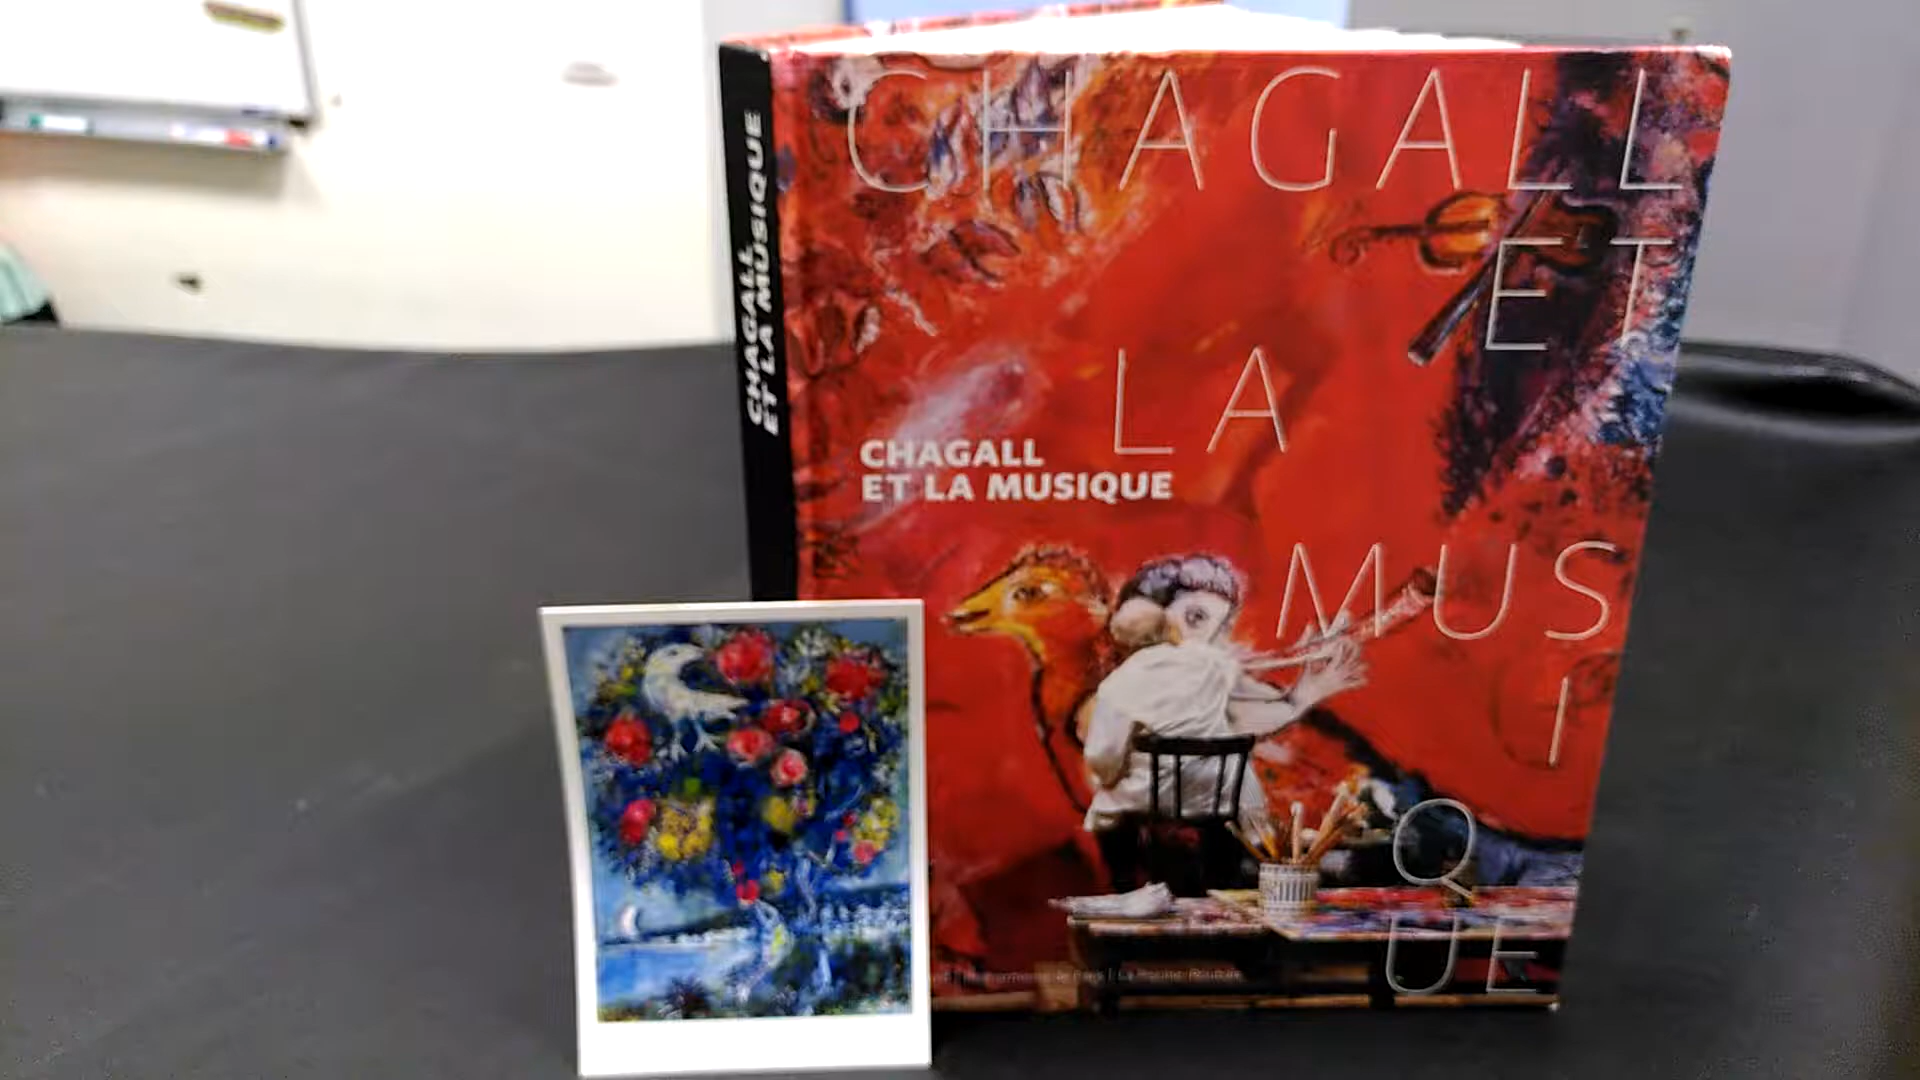 CHAGALL
ET LA MUSIQUE
CHAGALL
ET
LA
CHAGALL
ET LA MUSIQUE
MUS
I
Q
UE